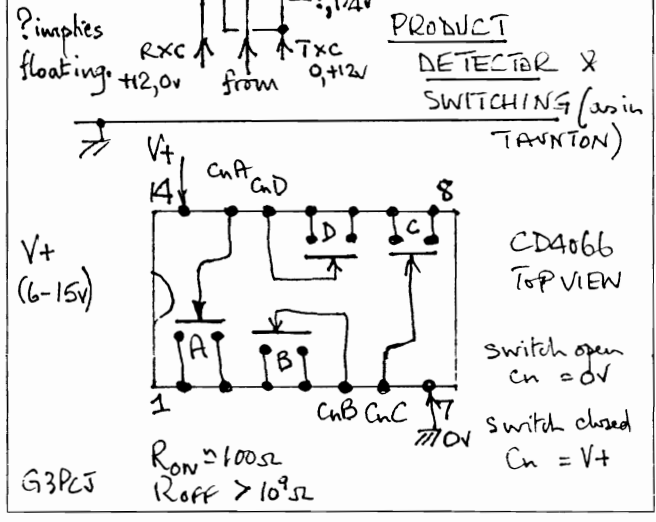 ?implies
floating.
RXC
+12,0v
from
TXC
0,+12v
PRODUCT
DETECTOR &
SWITCHING (as in
TAUNTON)
V+
CnA
CnD
14
8
D
C
V+
(6-15v)
CD4066
TOP VIEW
A
B
switch open
Cn = 0V
1
CnB
CnC
7
0v
switch closed
Cn = V+
RON ≈ 100Ω
ROFF > 10⁹Ω
G3PCJ